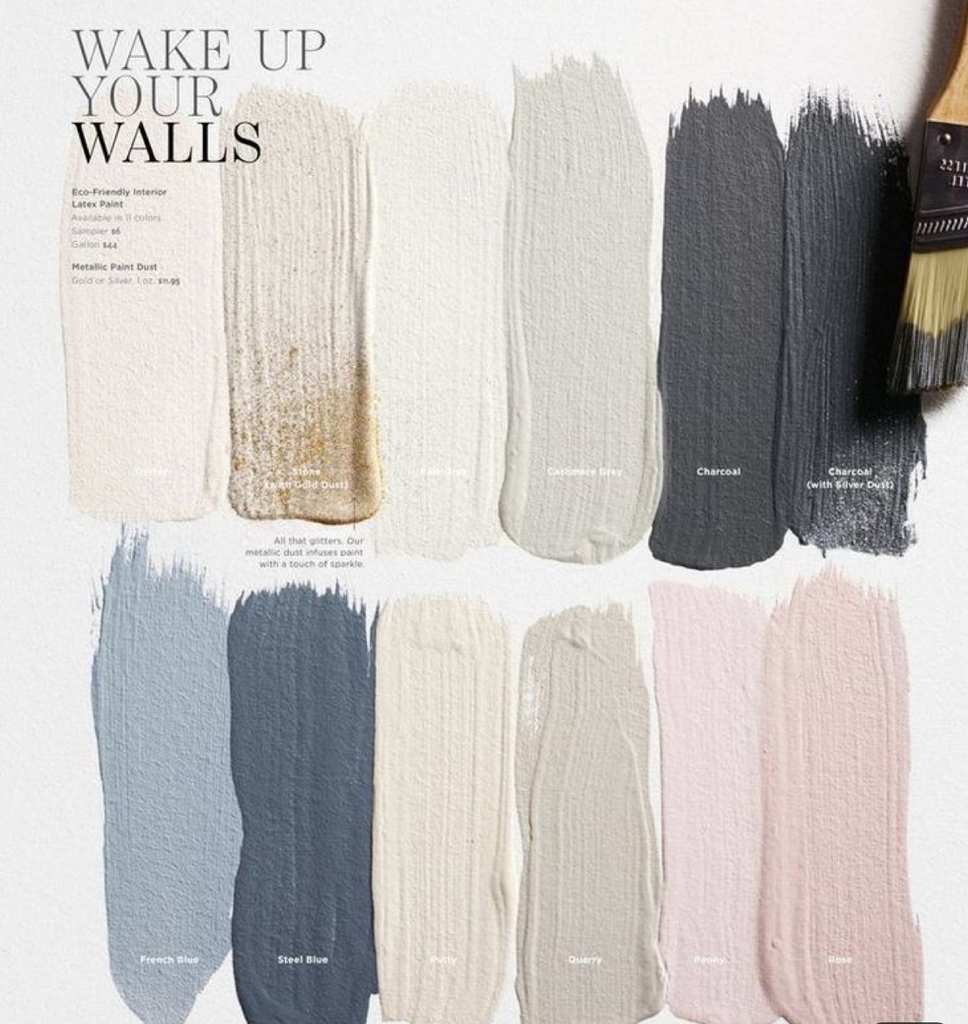 WAKE UP
YOUR
WALLS
Eco-Friendly Interior
Latex Paint
Available in 11 colors
Sampler $6
Gallon $44
Metallic Paint Dust
Gold or Silver, 1 oz. $11.95
Stone
(with Gold Dust)
Cashmere Grey
Charcoal
Charcoal
(with Silver Dust)
All that glitters. Our
metallic dust infuses paint
with a touch of sparkle.
French Blue
Steel Blue
Putty
Quarry
Peony
Rose